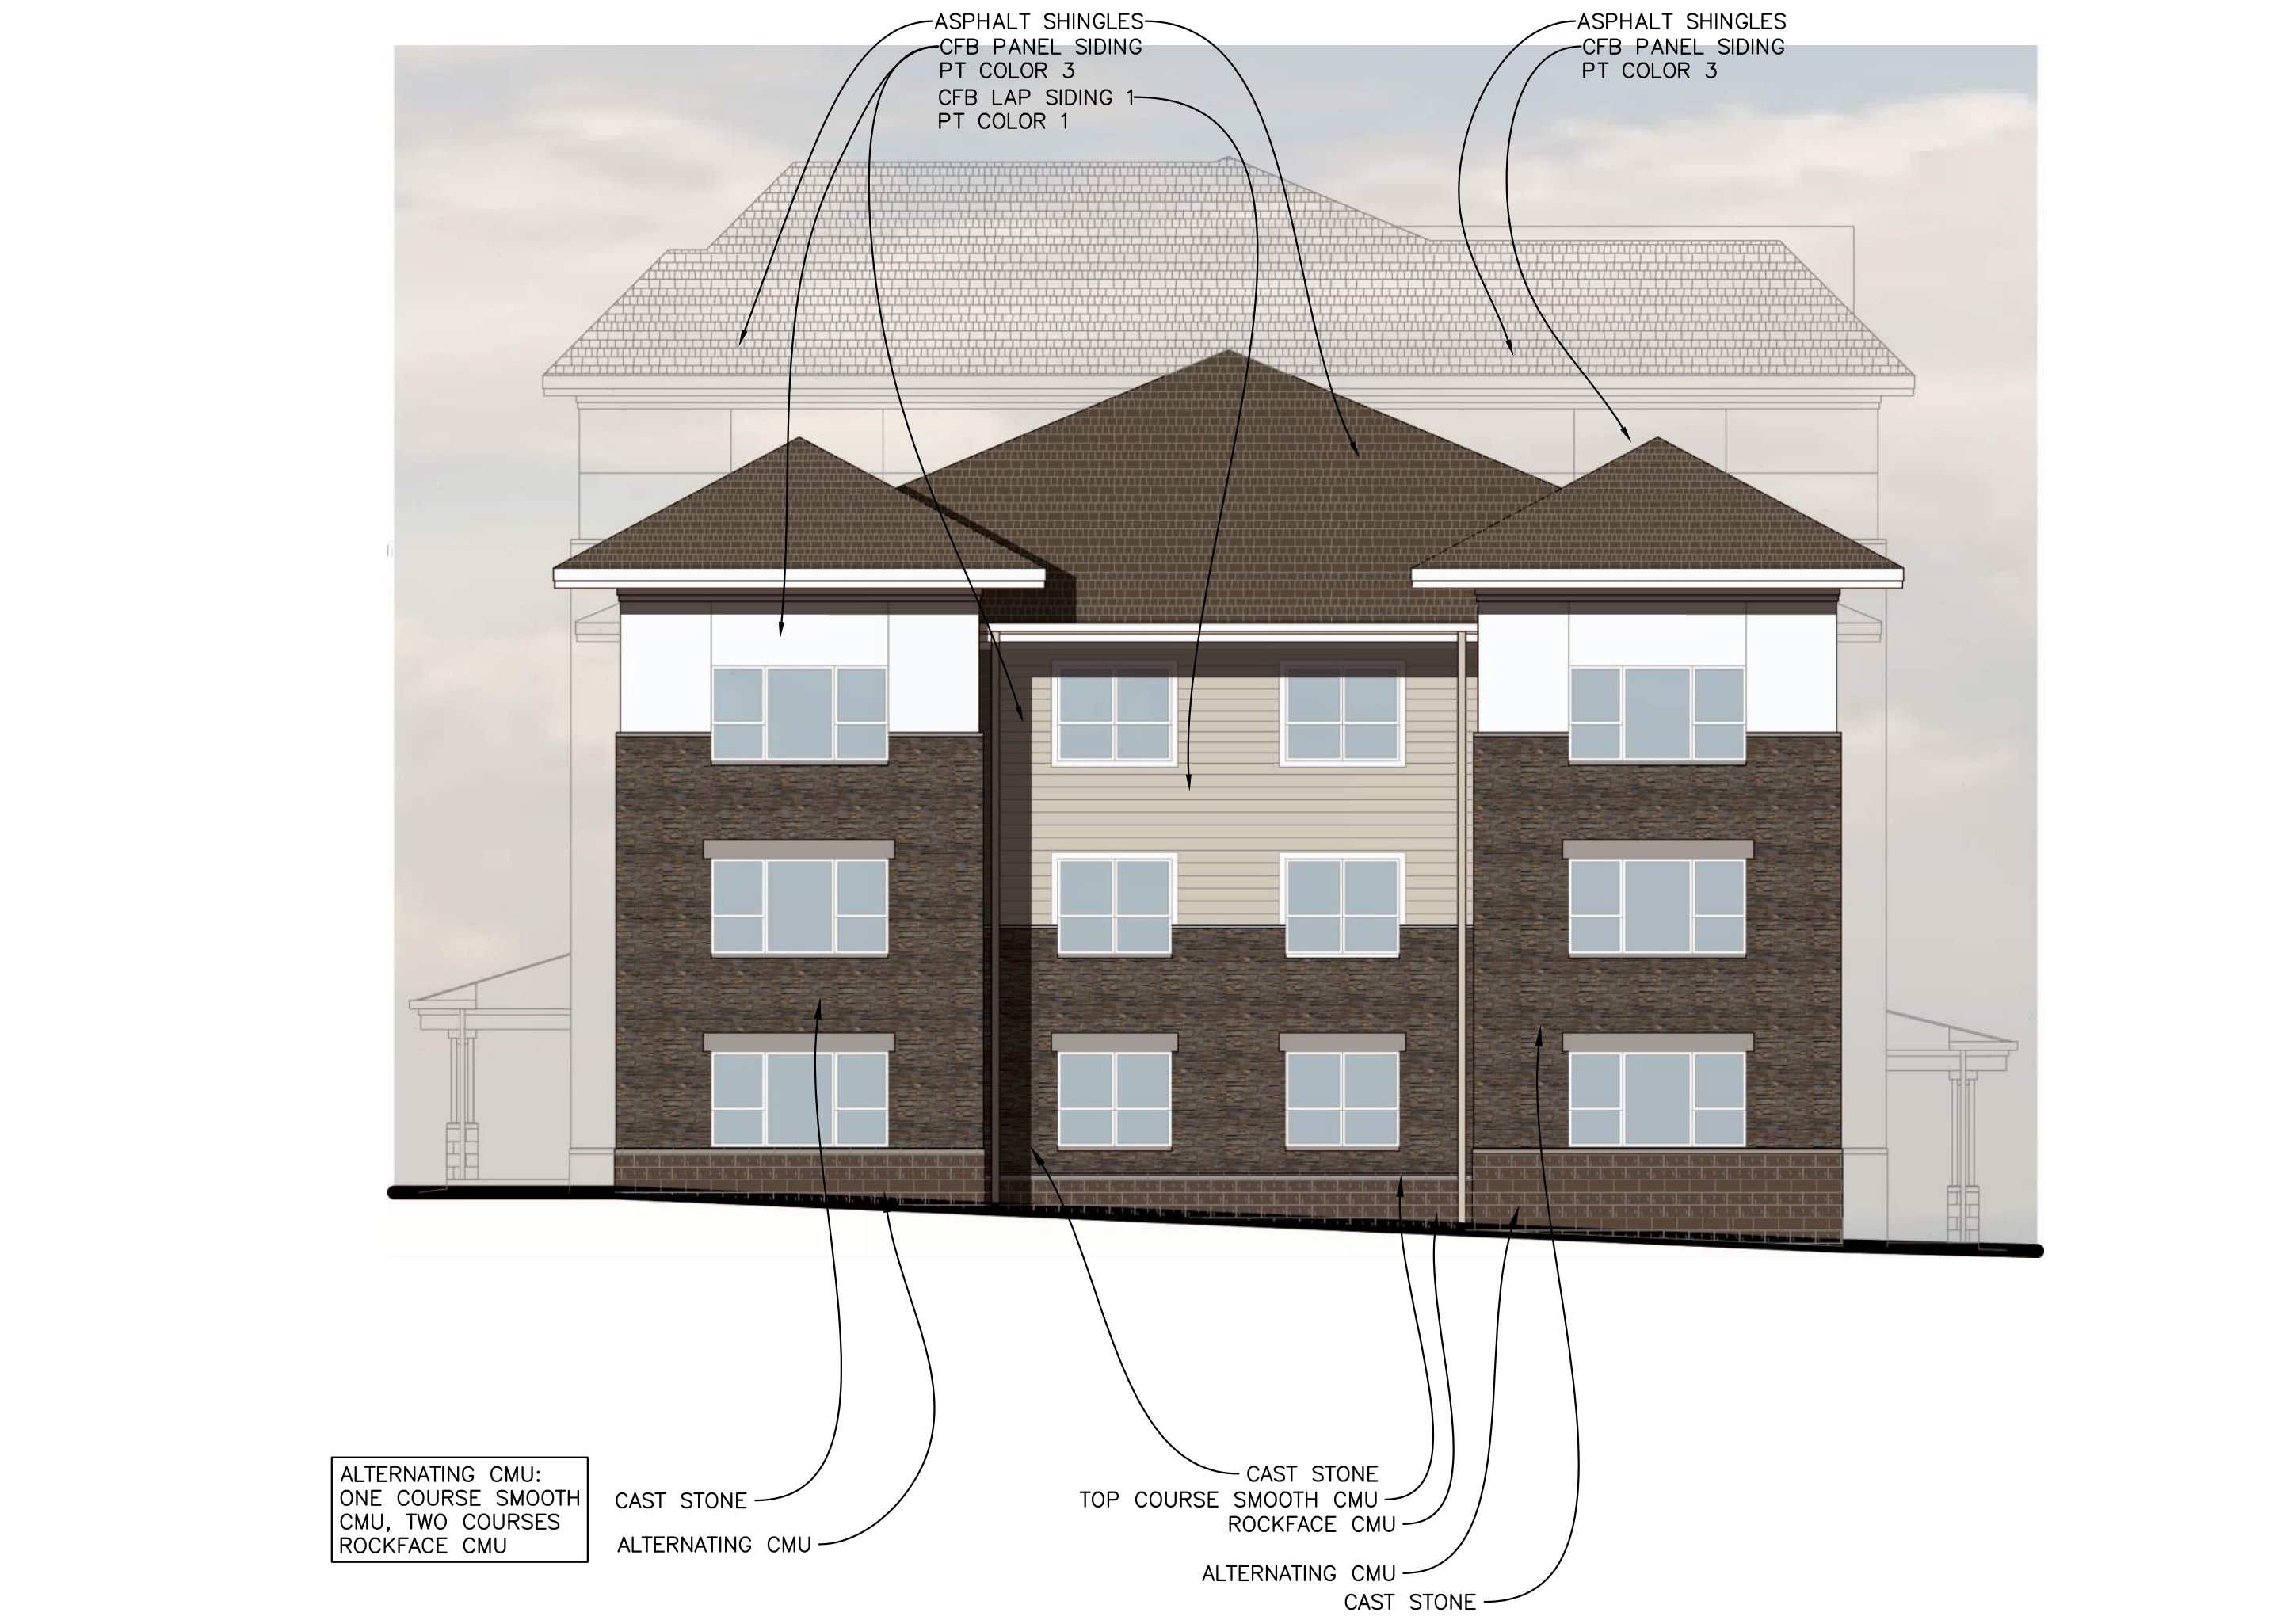 ASPHALT SHINGLES
CFB PANEL SIDING
PT COLOR 3
CFB LAP SIDING 1
PT COLOR 1
ASPHALT SHINGLES
CFB PANEL SIDING
PT COLOR 3
ALTERNATING CMU:
ONE COURSE SMOOTH
CMU, TWO COURSES
ROCKFACE CMU
CAST STONE
ALTERNATING CMU
CAST STONE
TOP COURSE SMOOTH CMU
ROCKFACE CMU
ALTERNATING CMU
CAST STONE